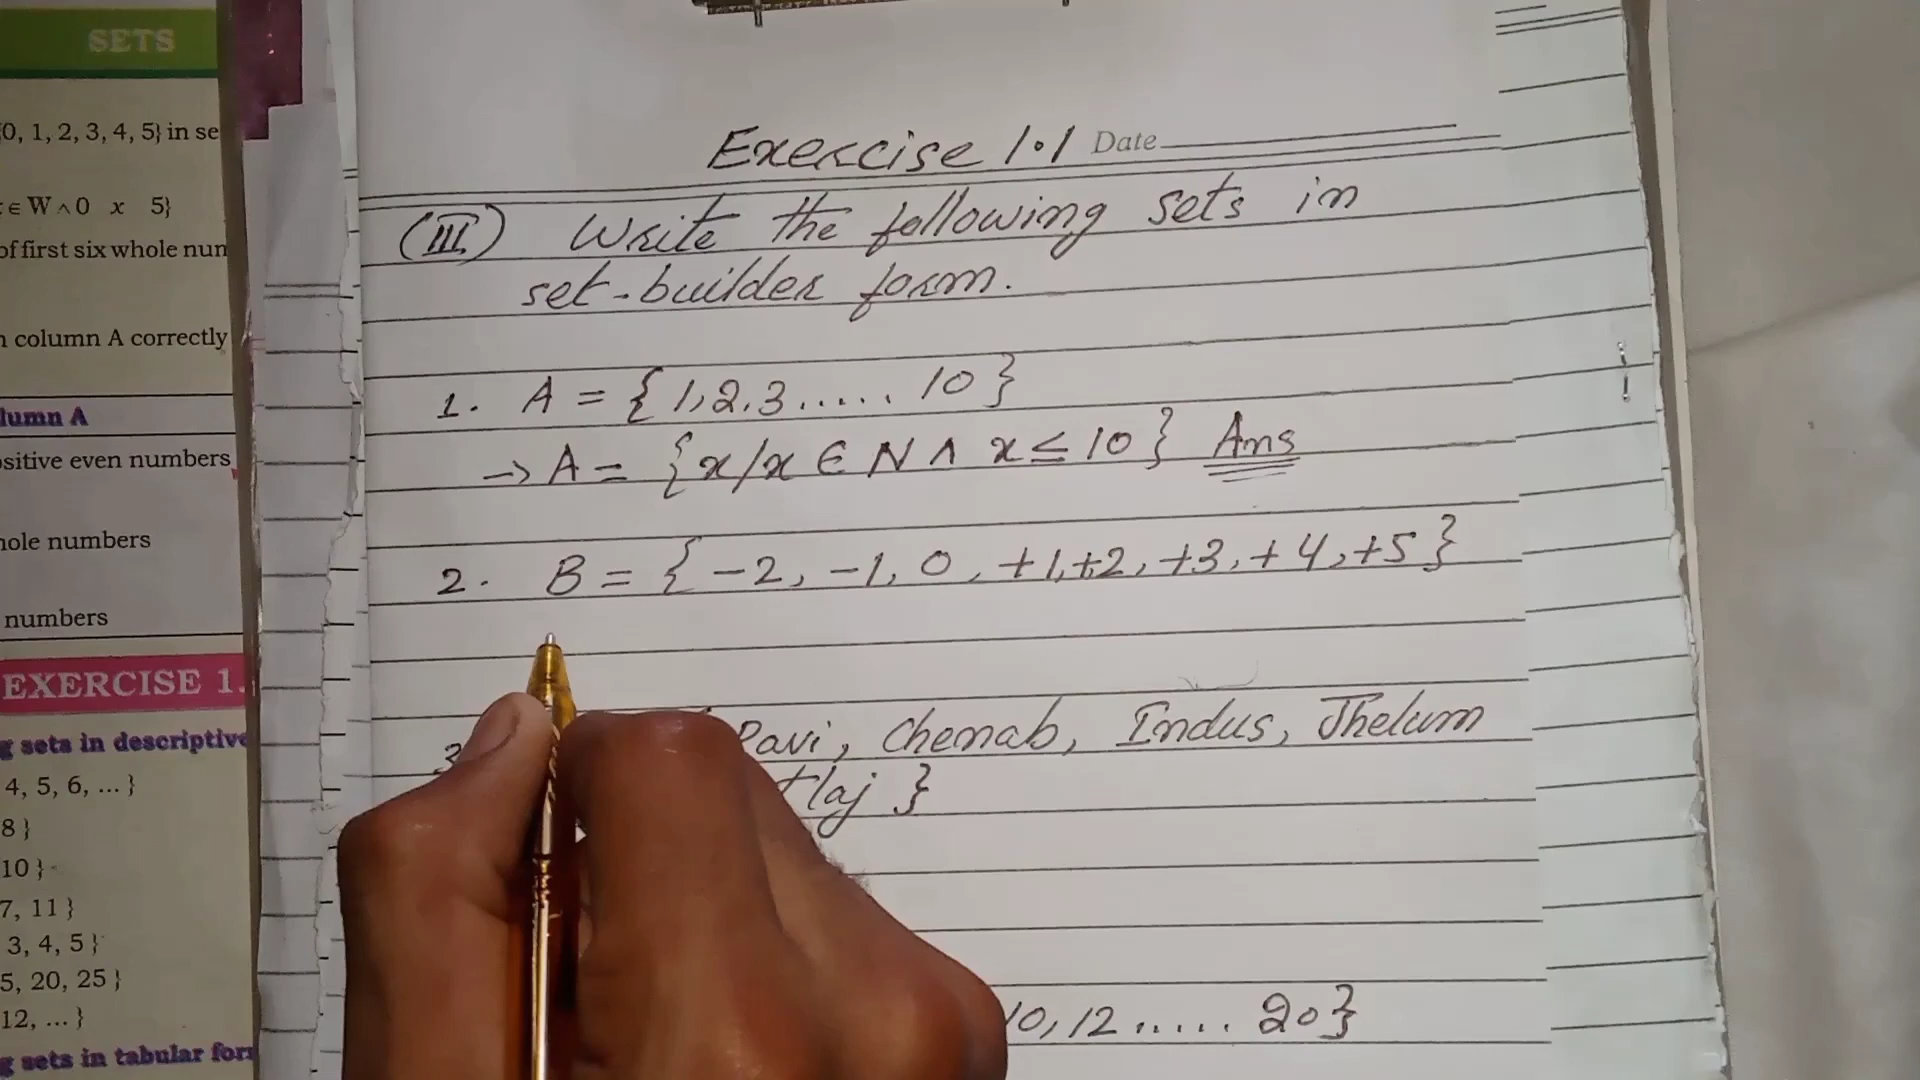 SETS
0, 1, 2, 3, 4, 5} in se
∈ W ∧ 0 x 5}
of first six whole num
column A correctly
lumn A
ositive even numbers
hole numbers
numbers
EXERCISE 1.
g sets in descriptive
4, 5, 6, ... }
8 }
10 }
7, 11 }
3, 4, 5 }
5, 20, 25 }
12, ... }
g sets in tabular for
Exercise 1.1 Date
(III) Write the following sets in
set-builder form.
1. A = { 1, 2, 3 ..... 10 }
→ A = { x/x ∈ N ∧ x ≤ 10 } Ans
2. B = { -2, -1, 0, +1, +2, +3, +4, +5 }
3 Ravi, Chenab, Indus, Jhelum
tlaj }
10, 12 ..... 20 }